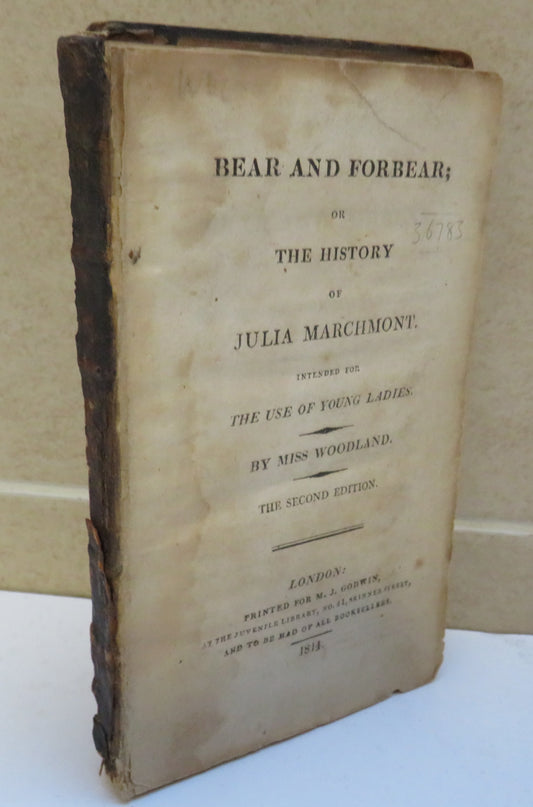 BEAR AND FORBEAR;
OR
36783
THE HISTORY
OF
JULIA MARCHMONT.
INTENDED FOR
THE USE OF YOUNG LADIES.
BY MISS WOODLAND.
THE SECOND EDITION.
LONDON:
PRINTED FOR M. J. GODWIN,
AT THE JUVENILE LIBRARY, NO. 41, SKINNER STREET,
AND TO BE HAD OF ALL BOOKSELLERS.
1814.